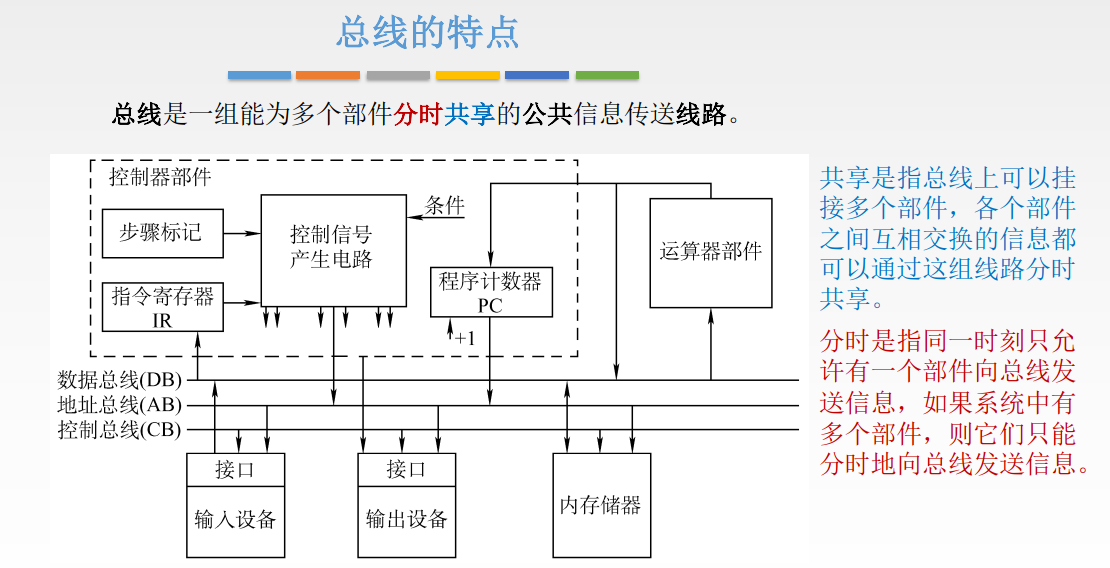 总线的特点
总线是一组能为多个部件分时共享的公共信息传送线路。
控制器部件
步骤标记
控制信号
产生电路
条件
指令寄存器
IR
程序计数器
PC
+1
运算器部件
数据总线(DB)
地址总线(AB)
控制总线(CB)
接口
输入设备
接口
输出设备
内存储器
共享是指总线上可以挂
接多个部件，各个部件
之间互相交换的信息都
可以通过这组线路分时
共享。
分时是指同一时刻只允
许有一个部件向总线发
送信息，如果系统中有
多个部件，则它们只能
分时地向总线发送信息。